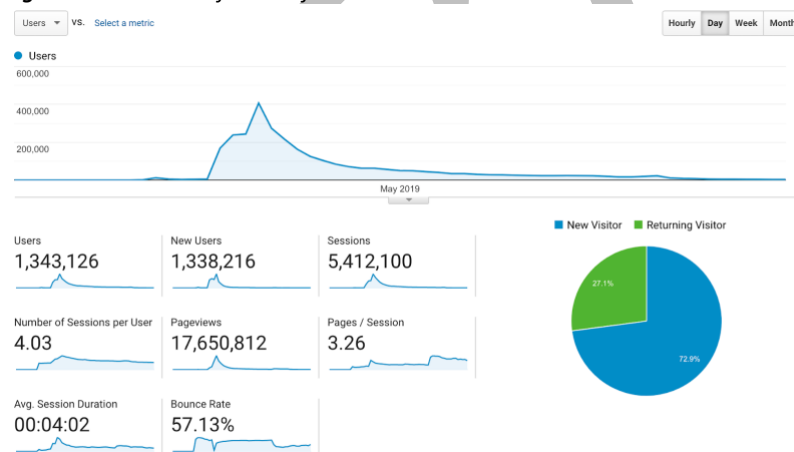 Users VS. Select a metric
Hourly Day Week Month
Users
600,000
400,000
200,000
May 2019
New Visitor Returning Visitor
Users
1,343,126
New Users
1,338,216
Sessions
5,412,100
27.1%
72.9%
Number of Sessions per User
4.03
Pageviews
17,650,812
Pages / Session
3.26
Avg. Session Duration
00:04:02
Bounce Rate
57.13%